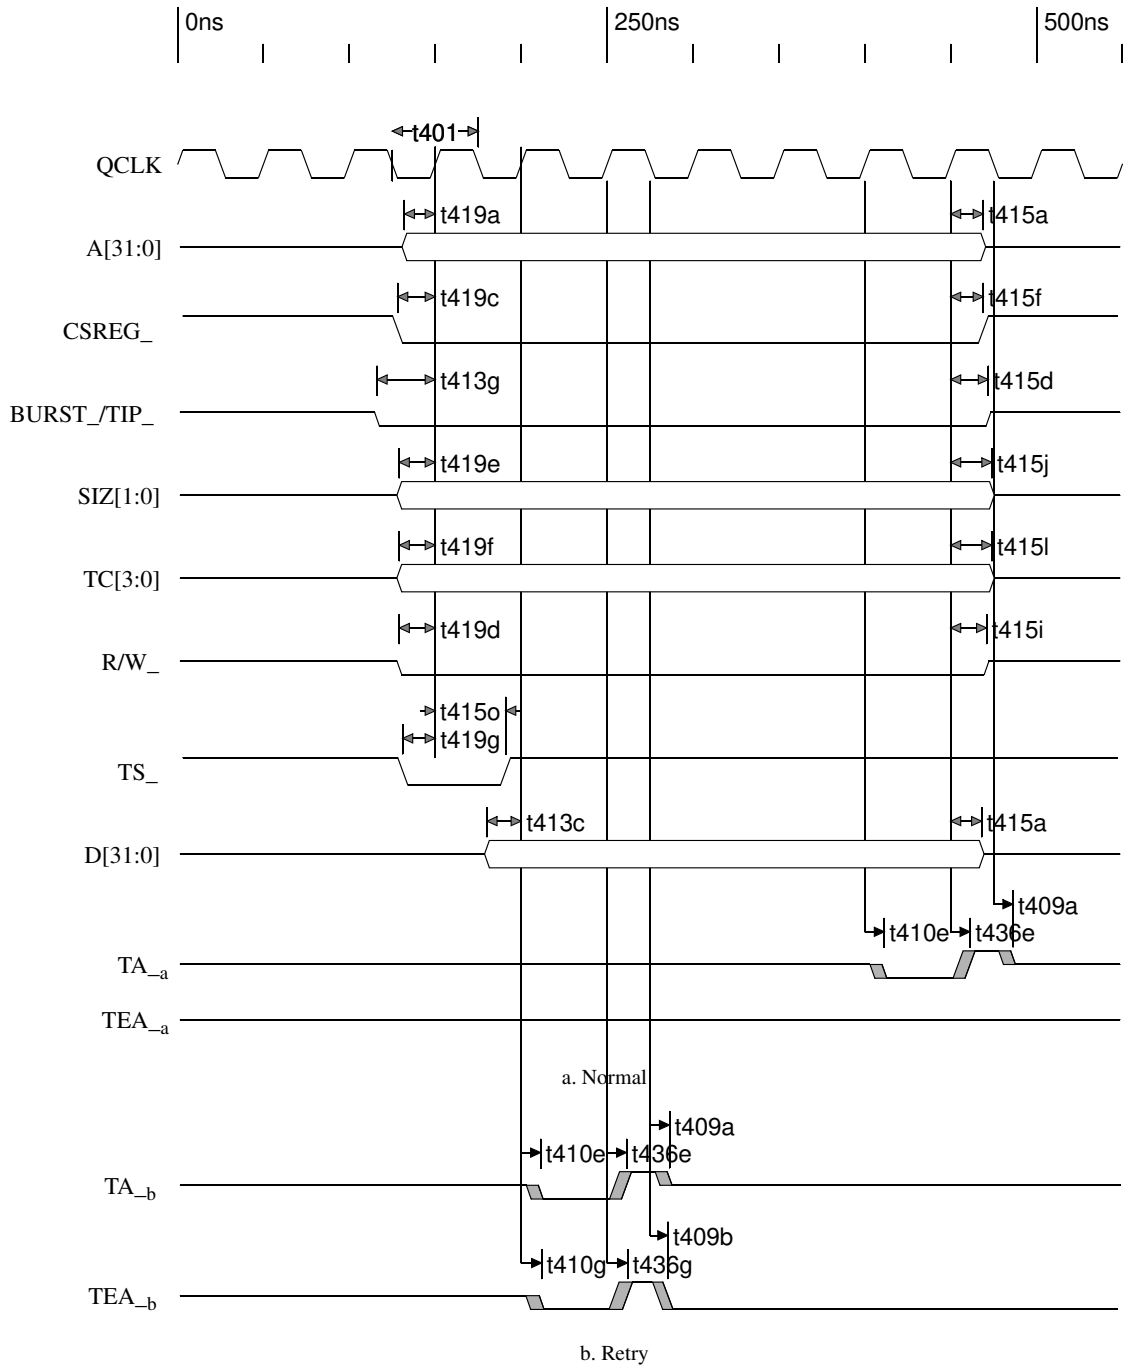 0ns 250ns 500ns
t401
QCLK
t419a t415a
A[31:0]
t419c t415f
CSREG_
t413g t415d
BURST_/TIP_
t419e t415j
SIZ[1:0]
t419f t415l
TC[3:0]
t419d t415i
R/W_
t415o
t419g
TS_
t413c t415a
D[31:0]
t409a
t410e t436e
TA_a
TEA_a
a. Normal
t409a
t410e t436e
TA_b
t409b
t410g t436g
TEA_b
b. Retry